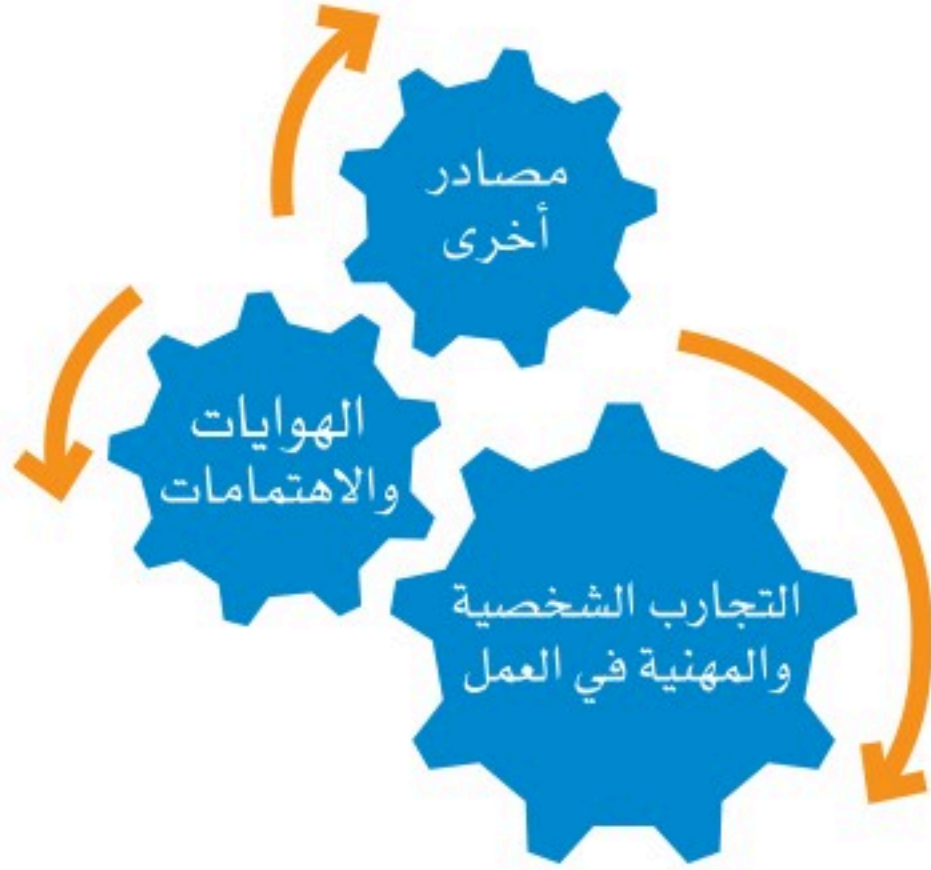 مصادر
أخرى
الهوايات
والاهتمامات
التجارب الشخصية
والمهنية في العمل